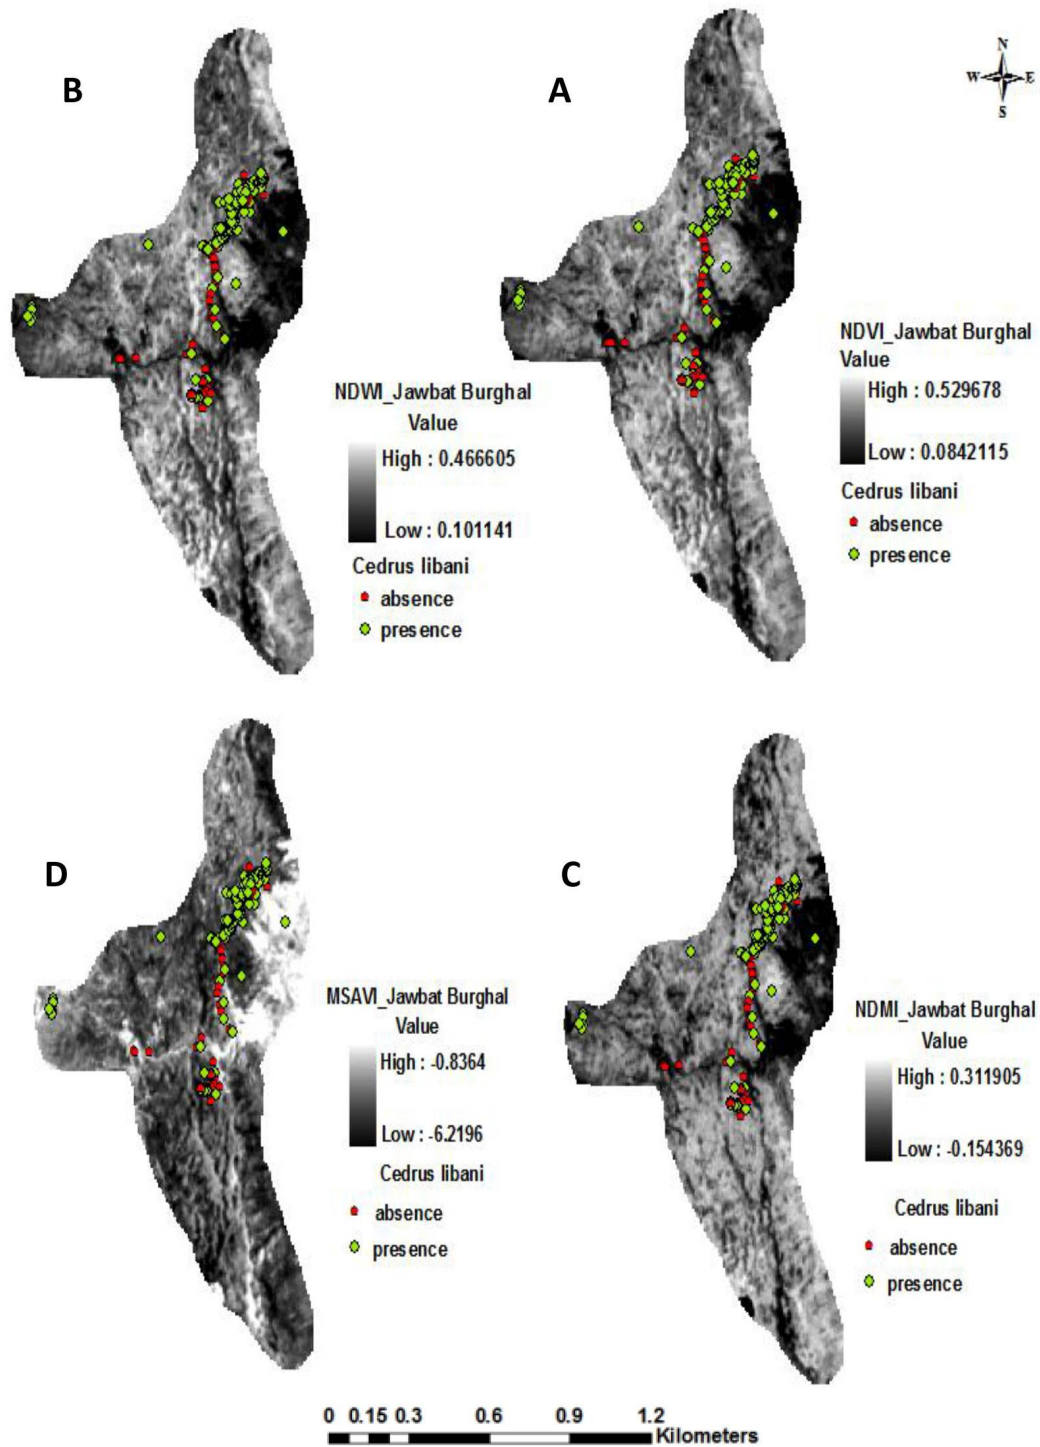 B
A
N
W E
S
NDVI_Jawbat Burghal
Value
High : 0.529678
Low : 0.0842115
Cedrus libani
absence
presence
NDWI_Jawbat Burghal
Value
High : 0.466605
Low : 0.101141
Cedrus libani
absence
presence
D
C
MSAVI_Jawbat Burghal
Value
High : -0.8364
Low : -6.2196
Cedrus libani
absence
presence
NDMI_Jawbat Burghal
Value
High : 0.311905
Low : -0.154369
Cedrus libani
absence
presence
0 0.15 0.3 0.6 0.9 1.2
Kilometers